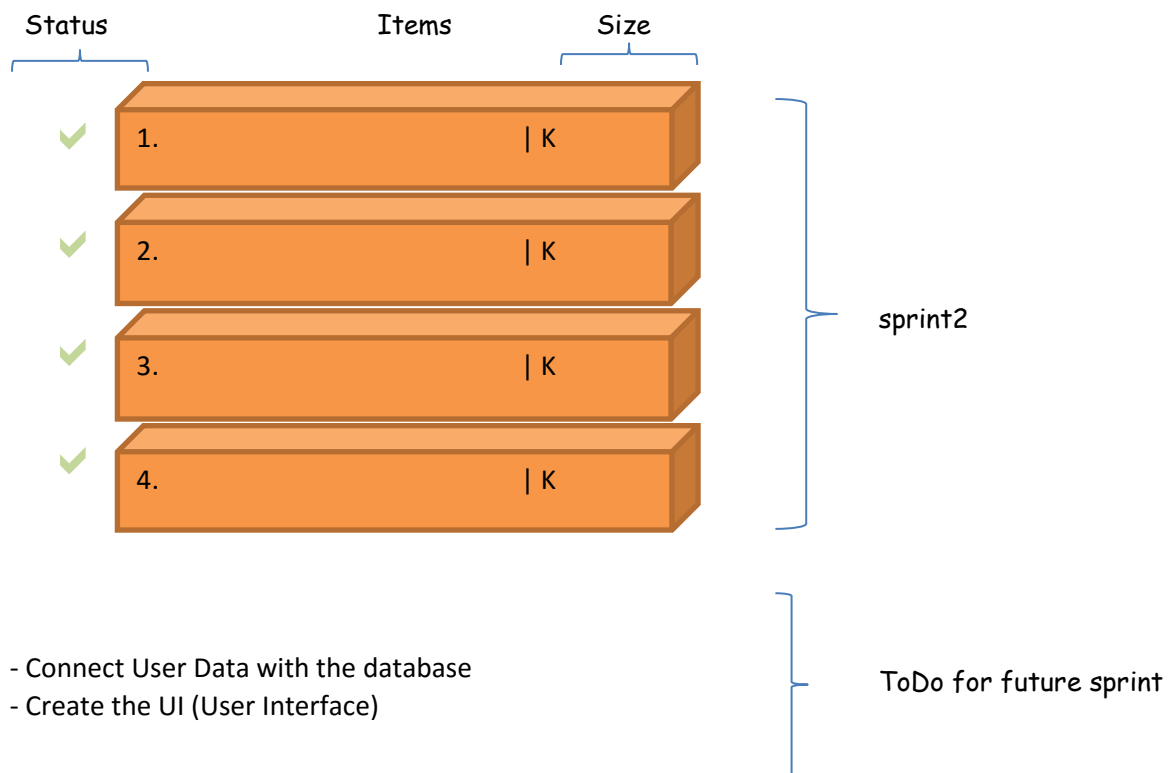 Status Items Size
1. | K
2. | K
3. | K
4. | K
sprint2
- Connect User Data with the database
- Create the UI (User Interface)
ToDo for future sprint